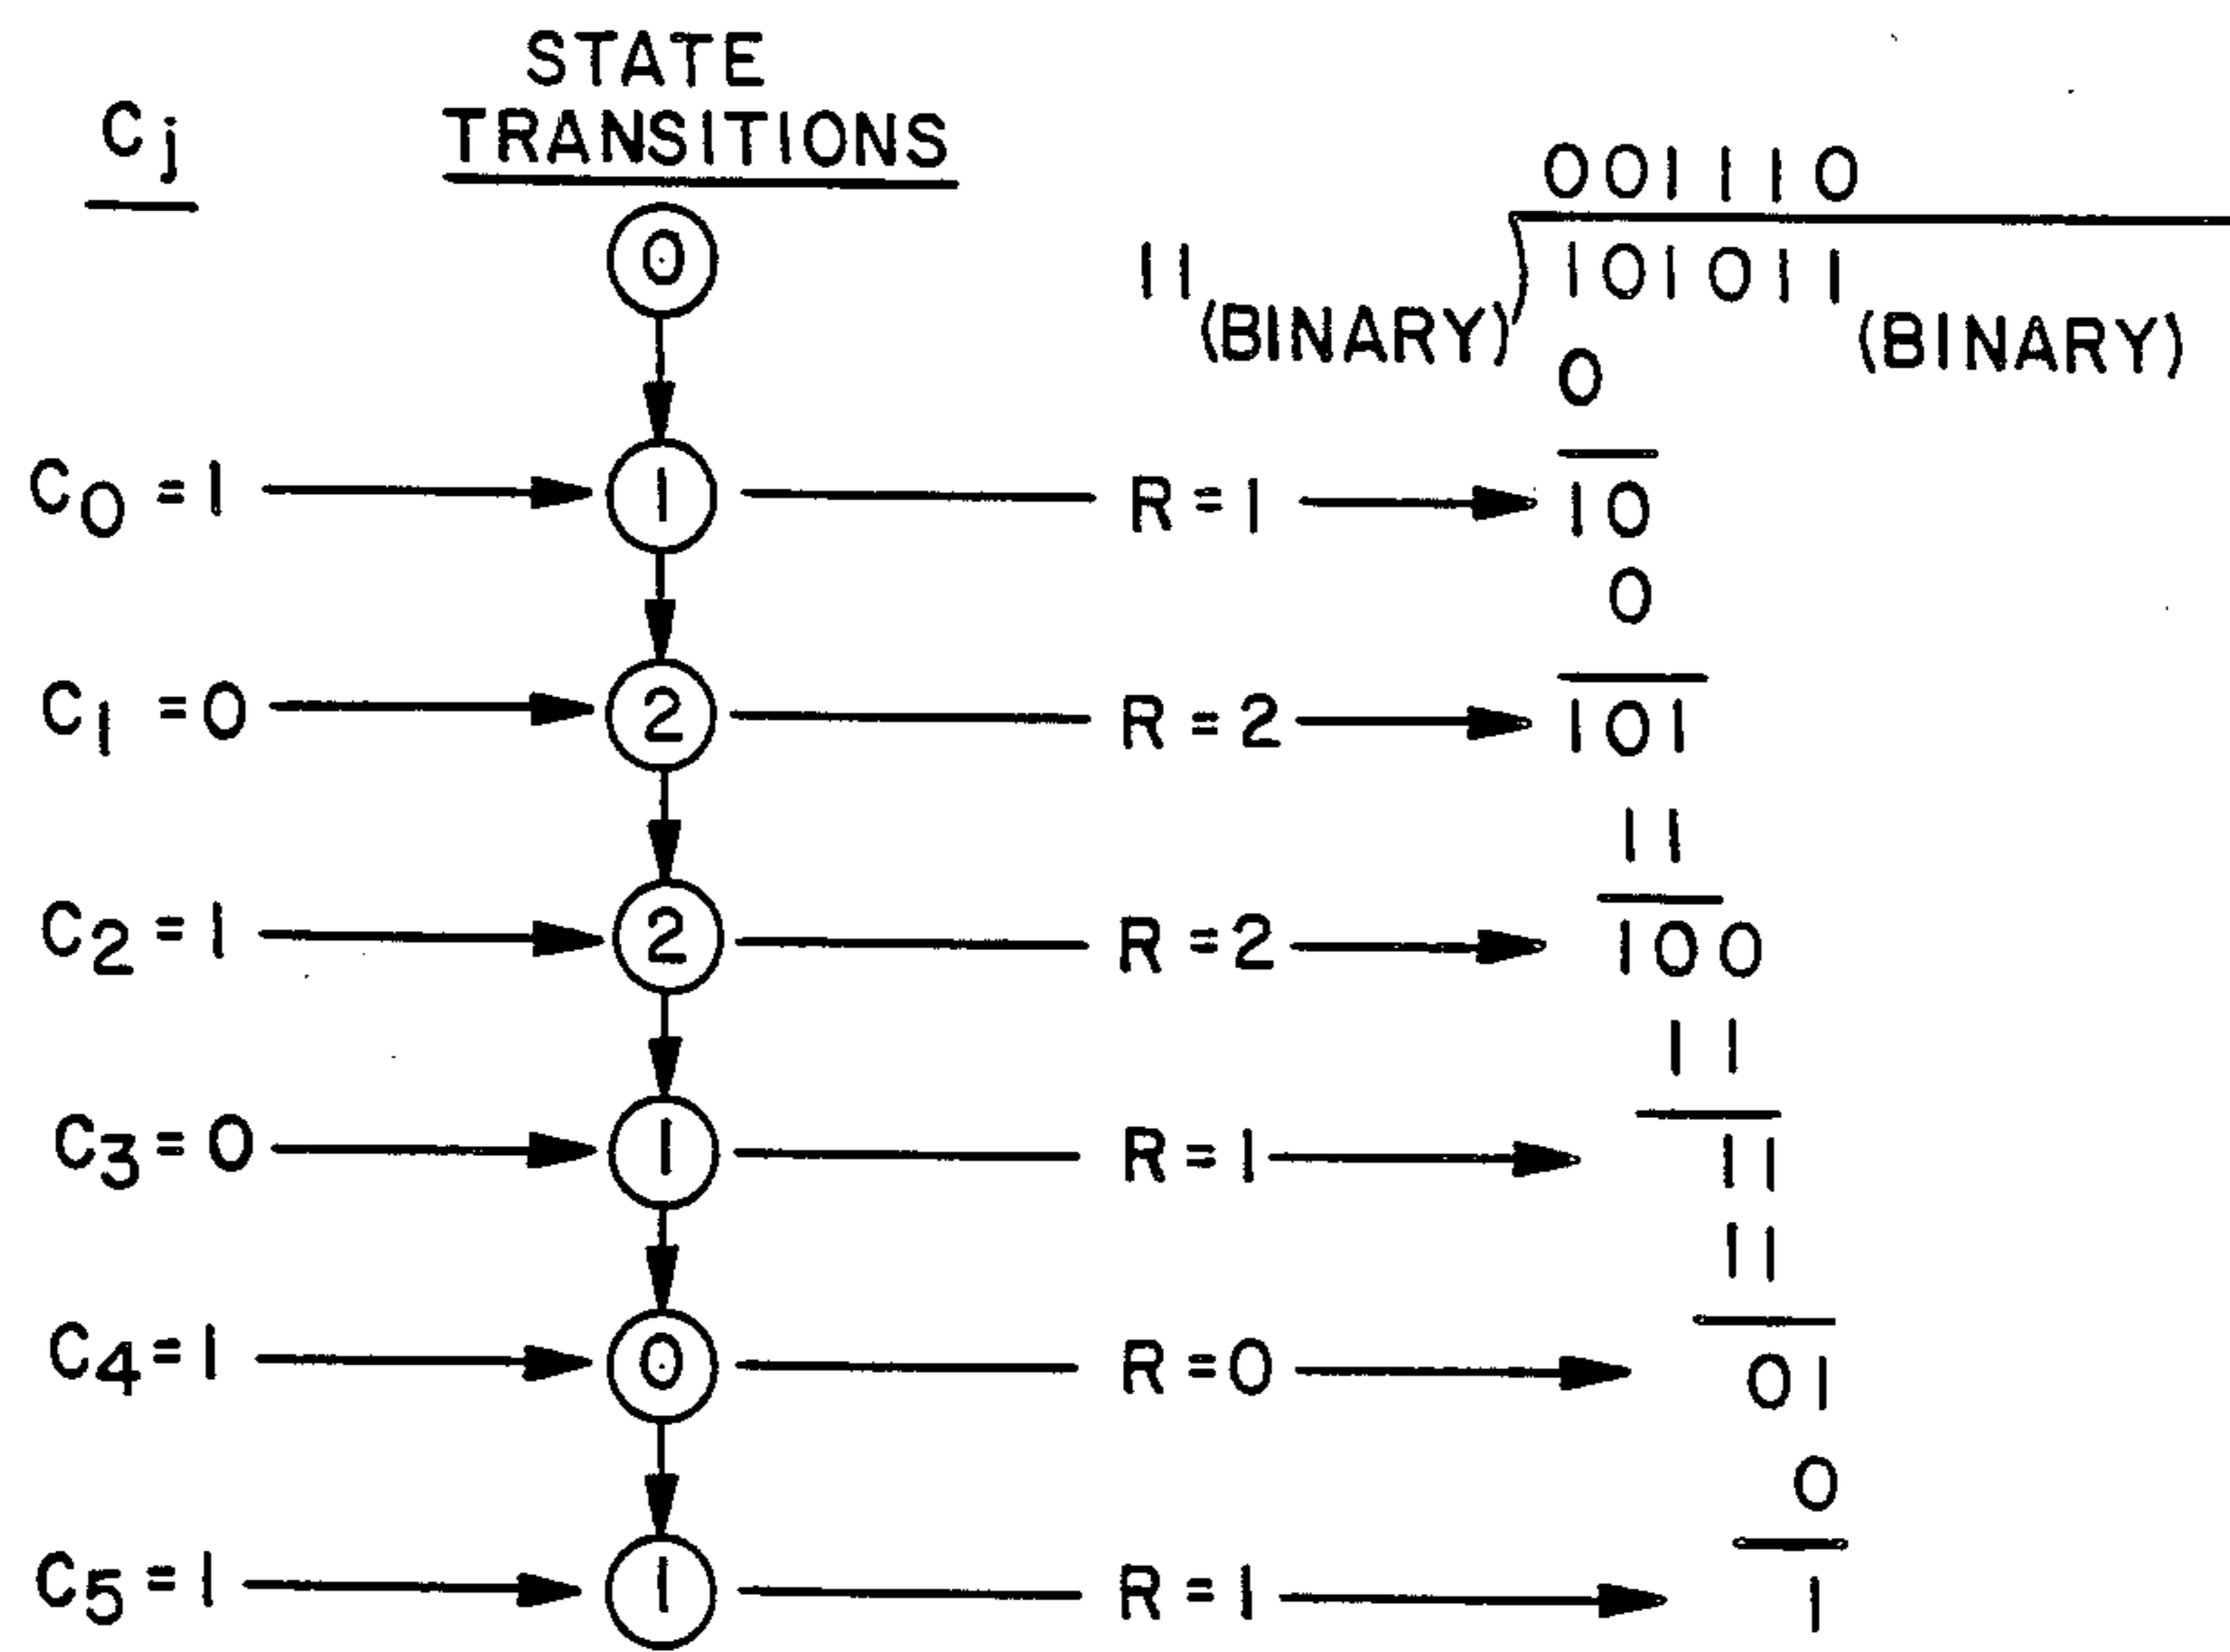 STATE
Cj TRANSITIONS
0 001110
11(BINARY) 101011(BINARY)
0
C0 = 1 1 R = 1 10
0
C1 = 0 2 R = 2 101
11
C2 = 1 2 R = 2 100
11
C3 = 0 1 R = 1 11
11
C4 = 1 0 R = 0 01
0
C5 = 1 1 R = 1 1